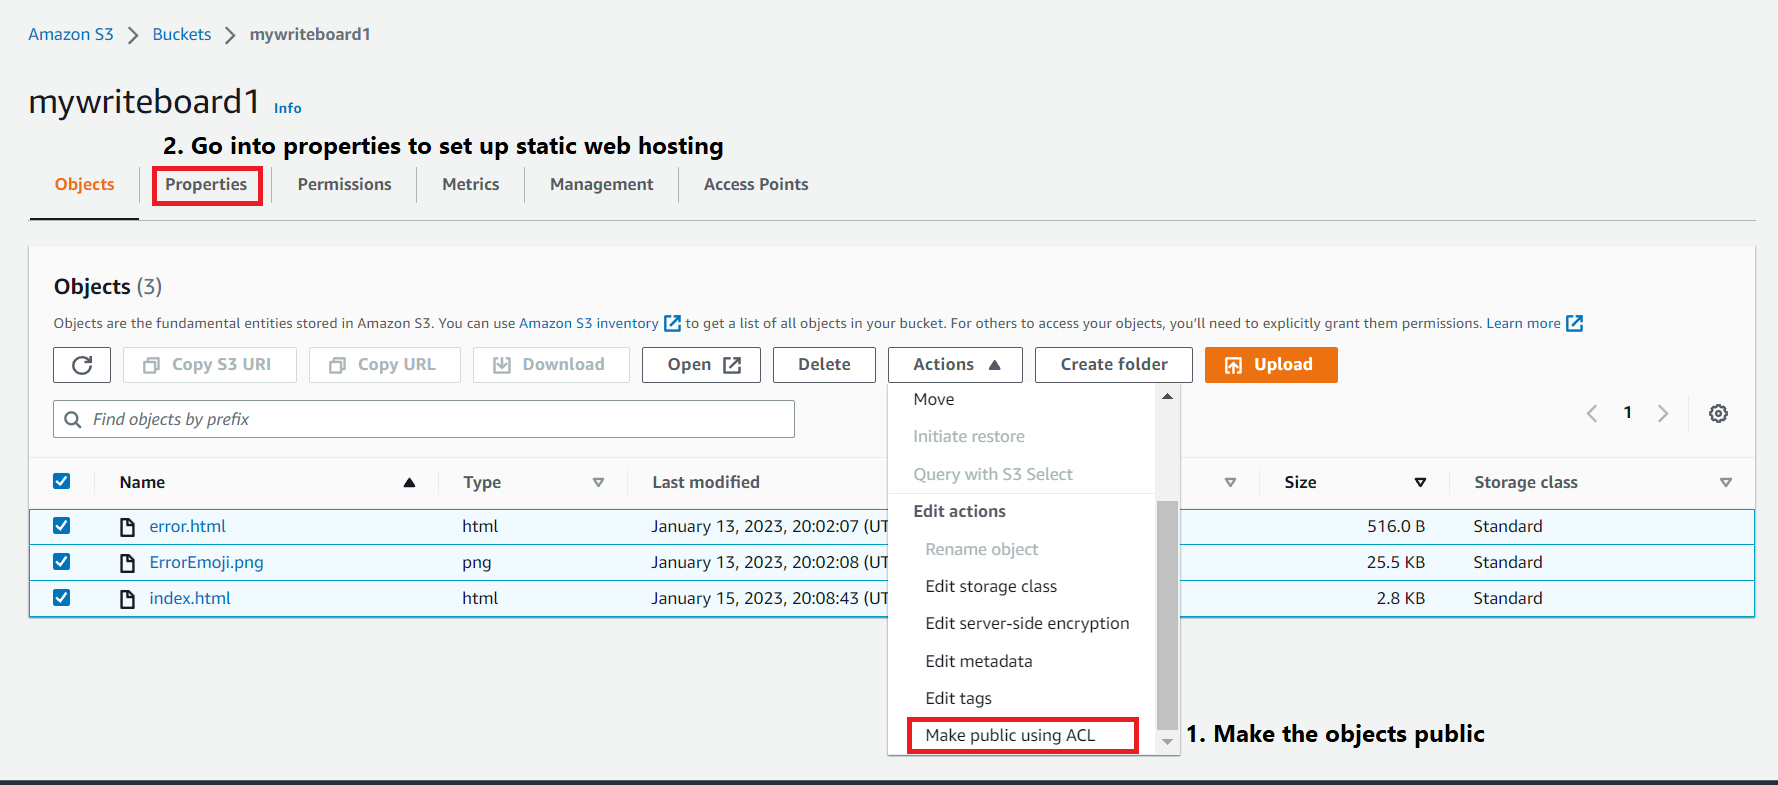 Amazon S3 > Buckets > mywriteboard1
mywriteboard1 Info
2. Go into properties to set up static web hosting
Objects Properties Permissions Metrics Management Access Points
Objects (3)
Objects are the fundamental entities stored in Amazon S3. You can use Amazon S3 inventory to get a list of all objects in your bucket. For others to access your objects, you'll need to explicitly grant them permissions. Learn more
Copy S3 URI Copy URL Download Open Delete Actions Create folder Upload
Find objects by prefix
1
Name Type Last modified Size Storage class
error.html html January 13, 2023, 20:02:07 (UT 516.0 B Standard
ErrorEmoji.png png January 13, 2023, 20:02:08 (UT 25.5 KB Standard
index.html html January 15, 2023, 20:08:43 (UT 2.8 KB Standard
Move
Initiate restore
Query with S3 Select
Edit actions
Rename object
Edit storage class
Edit server-side encryption
Edit metadata
Edit tags
Make public using ACL
1. Make the objects public